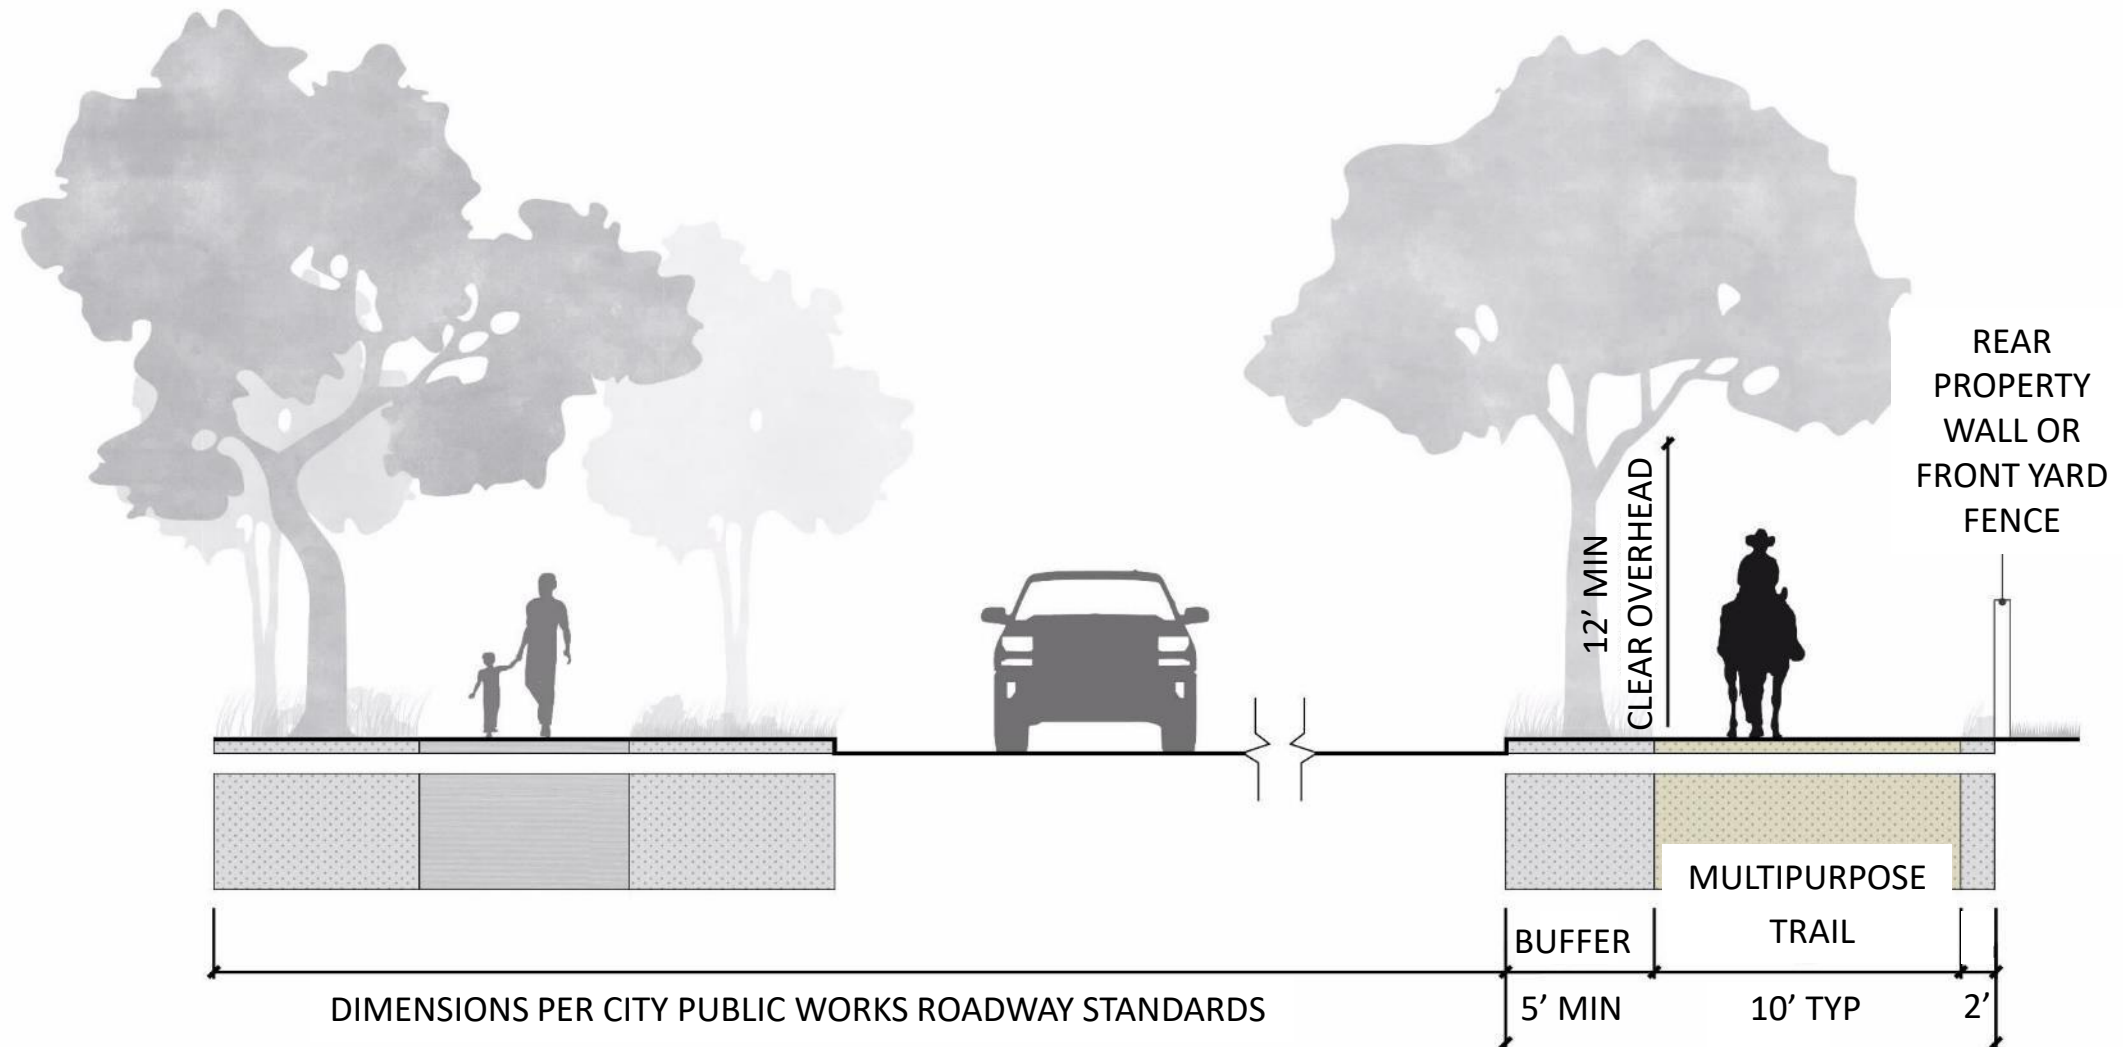 REAR
PROPERTY
WALL OR
FRONT YARD
FENCE
12’ MIN
CLEAR OVERHEAD
MULTIPURPOSE
TRAIL
BUFFER
DIMENSIONS PER CITY PUBLIC WORKS ROADWAY STANDARDS
5’ MIN
10’ TYP
2’